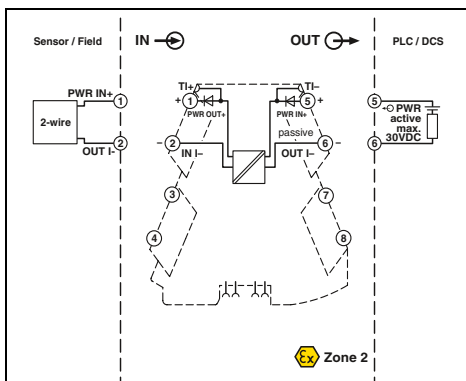 Sensor / Field
IN
OUT
PLC / DCS
PWR IN+
1
2-wire
OUT I-
2
TI+
+
1
PWR OUT+
TI–
5
+
PWR IN+
passive
–
2
IN I–
OUT I–
6
–
3
4
7
8
5
+
PWR
active
max.
30VDC
6
Ex
Zone 2